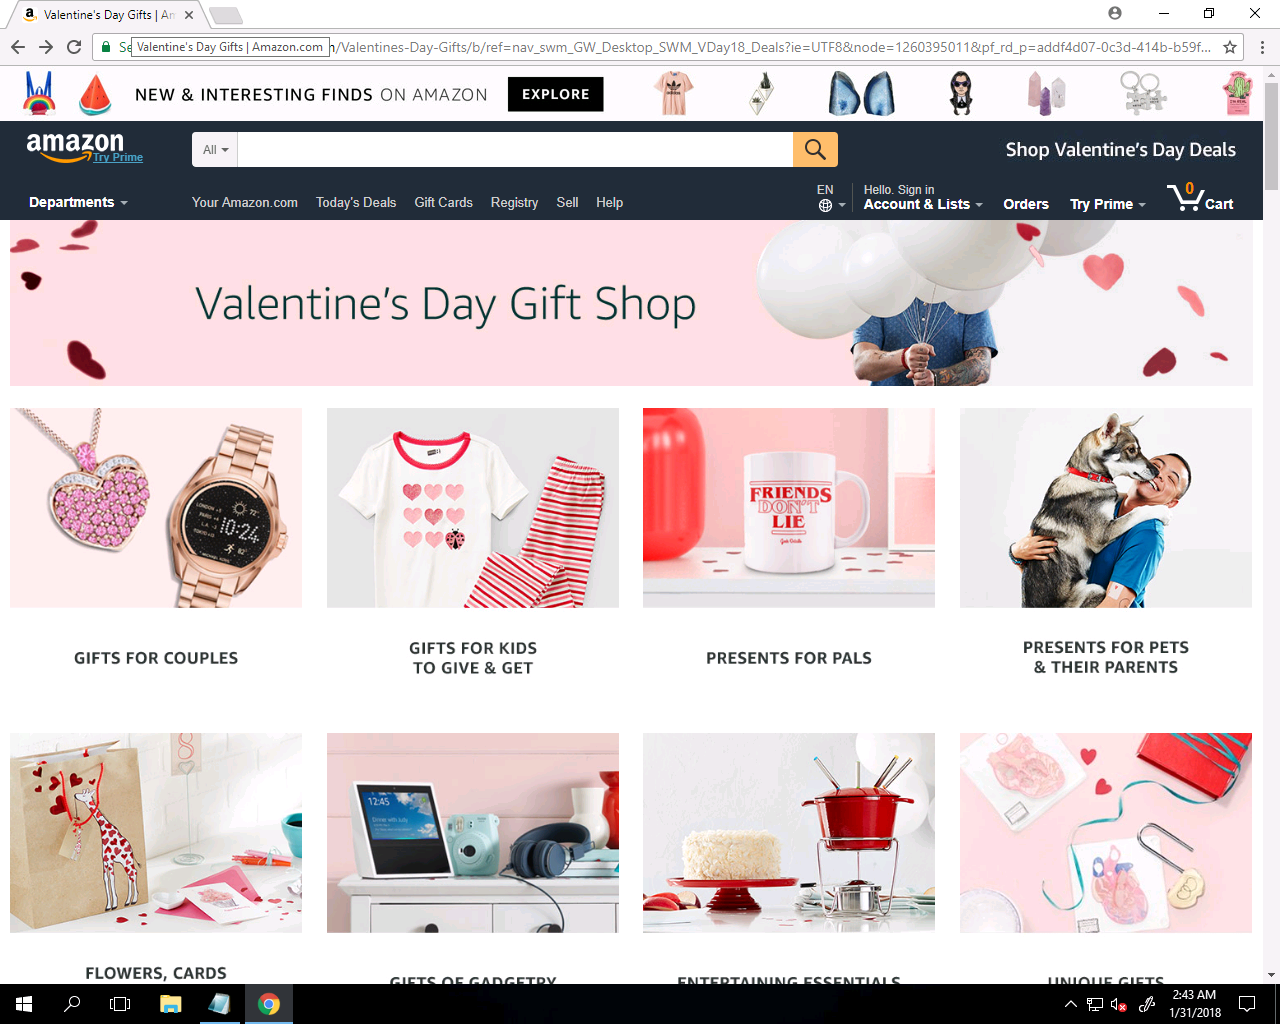 Valentine's Day Gifts | Am
Valentine's Day Gifts | Amazon.com
/Valentines-Day-Gifts/b/ref=nav_swm_GW_Desktop_SWM_VDay18_Deals?ie=UTF8&node=1260395011&pf_rd_p=addf4d07-0c3d-414b-b59f...
NEW & INTERESTING FINDS ON AMAZON EXPLORE
amazon
Try Prime
All
Shop Valentine's Day Deals
Departments
Your Amazon.com Today's Deals Gift Cards Registry Sell Help
EN
Hello. Sign in
Account & Lists
Orders
Try Prime
0
Cart
Valentine's Day Gift Shop
10:24
FRIENDS
DON'T
LIE
GIFTS FOR COUPLES
GIFTS FOR KIDS
TO GIVE & GET
PRESENTS FOR PALS
PRESENTS FOR PETS
& THEIR PARENTS
12:45
FLOWERS, CARDS
GIFTS OF GADGETRY
ENTERTAINING ESSENTIALS
UNIQUE GIFTS
2:43 AM
1/31/2018